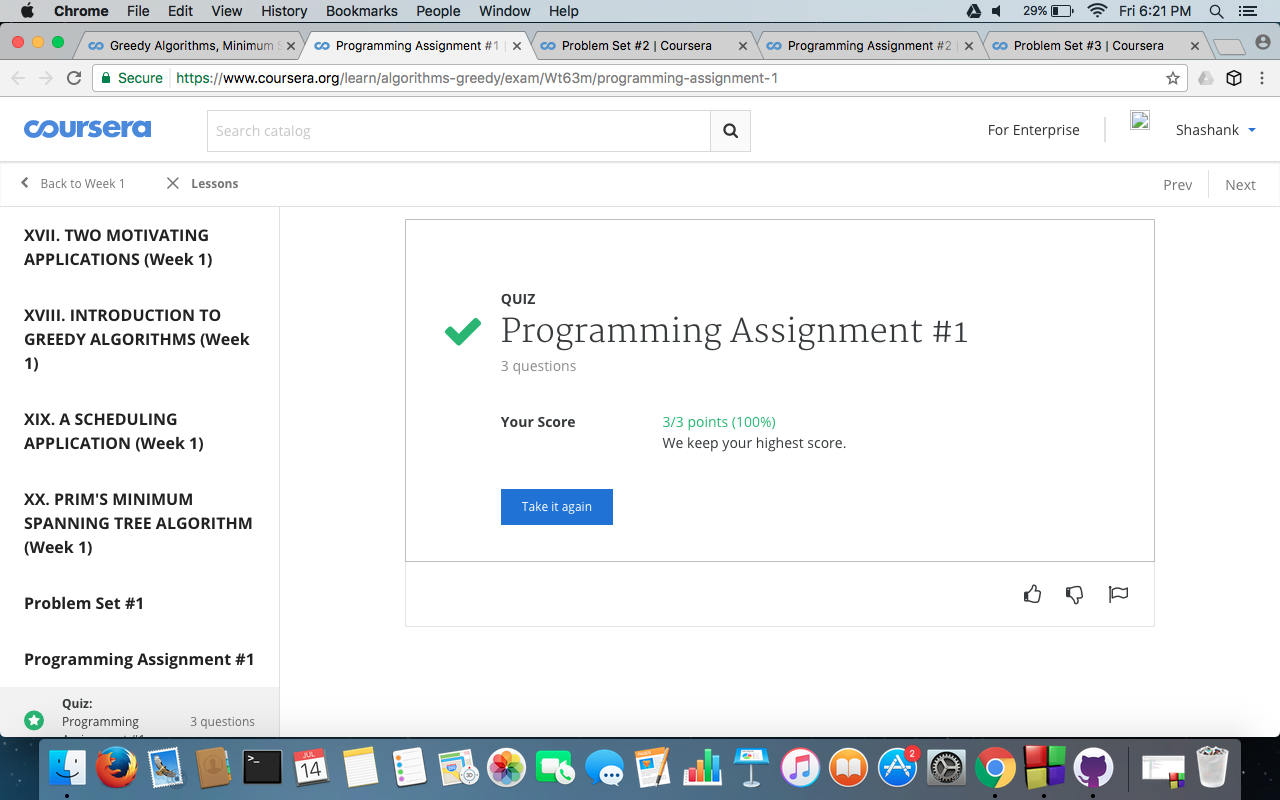 Chrome File Edit View History Bookmarks People Window Help 29% Fri 6:21 PM
Greedy Algorithms, Minimum Programming Assignment #1 Problem Set #2 | Coursera Programming Assignment #2 Problem Set #3 | Coursera
Secure https://www.coursera.org/learn/algorithms-greedy/exam/Wt63m/programming-assignment-1
coursera Search catalog For Enterprise Shashank
Back to Week 1 Lessons Prev Next
XVII. TWO MOTIVATING
APPLICATIONS (Week 1)
XVIII. INTRODUCTION TO
GREEDY ALGORITHMS (Week
1)
XIX. A SCHEDULING
APPLICATION (Week 1)
XX. PRIM'S MINIMUM
SPANNING TREE ALGORITHM
(Week 1)
Problem Set #1
Programming Assignment #1
Quiz:
Programming 3 questions
QUIZ
Programming Assignment #1
3 questions
Your Score 3/3 points (100%)
We keep your highest score.
Take it again
JUL
14
2